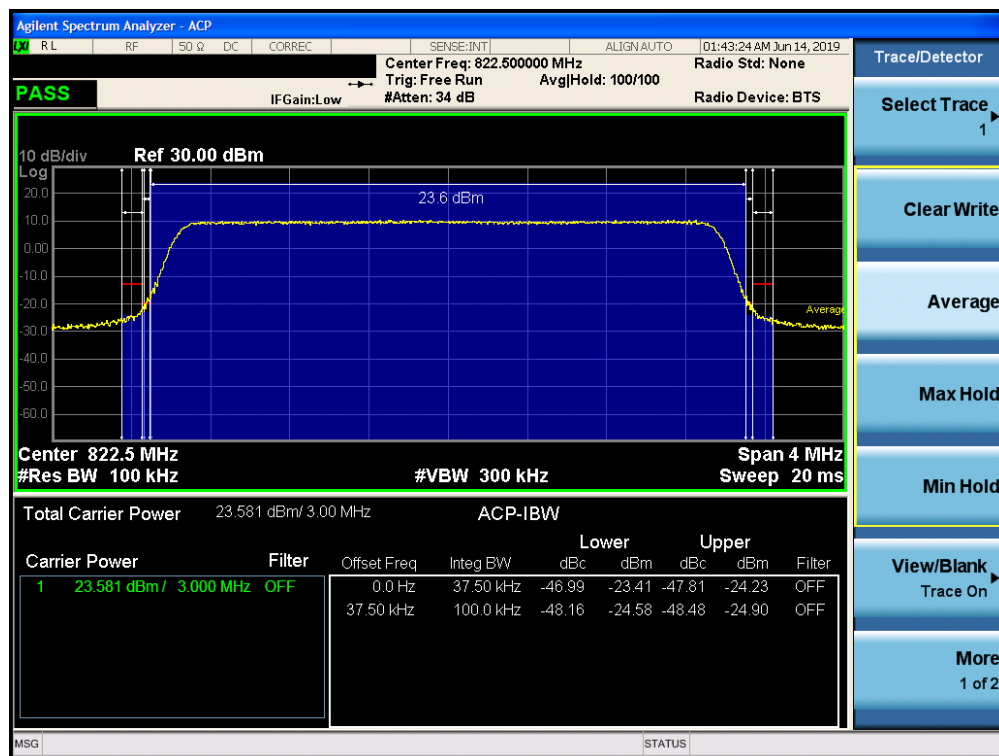 Agilent Spectrum Analyzer - ACP
LXI RL RF 50 Ω DC CORREC SENSE:INT ALIGN AUTO 01:43:24 AM Jun 14, 2019
Center Freq: 822.500000 MHz Radio Std: None
Trig: Free Run Avg|Hold: 100/100
PASS IFGain:Low #Atten: 34 dB Radio Device: BTS
10 dB/div Ref 30.00 dBm
Log
23.6 dBm
20.0
10.0
0.00
-10.0
-20.0
Average
-30.0
-40.0
-50.0
-60.0
Center 822.5 MHz Span 4 MHz
#Res BW 100 kHz #VBW 300 kHz Sweep 20 ms
Total Carrier Power 23.581 dBm/ 3.00 MHz ACP-IBW
Lower Upper
Carrier Power Filter Offset Freq Integ BW dBc dBm dBc dBm Filter
1 23.581 dBm / 3.000 MHz OFF 0.0 Hz 37.50 kHz -46.99 -23.41 -47.81 -24.23 OFF
37.50 kHz 100.0 kHz -48.16 -24.58 -48.48 -24.90 OFF
MSG STATUS
Trace/Detector
Select Trace
1
Clear Write
Average
Max Hold
Min Hold
View/Blank
Trace On
More
1 of 2